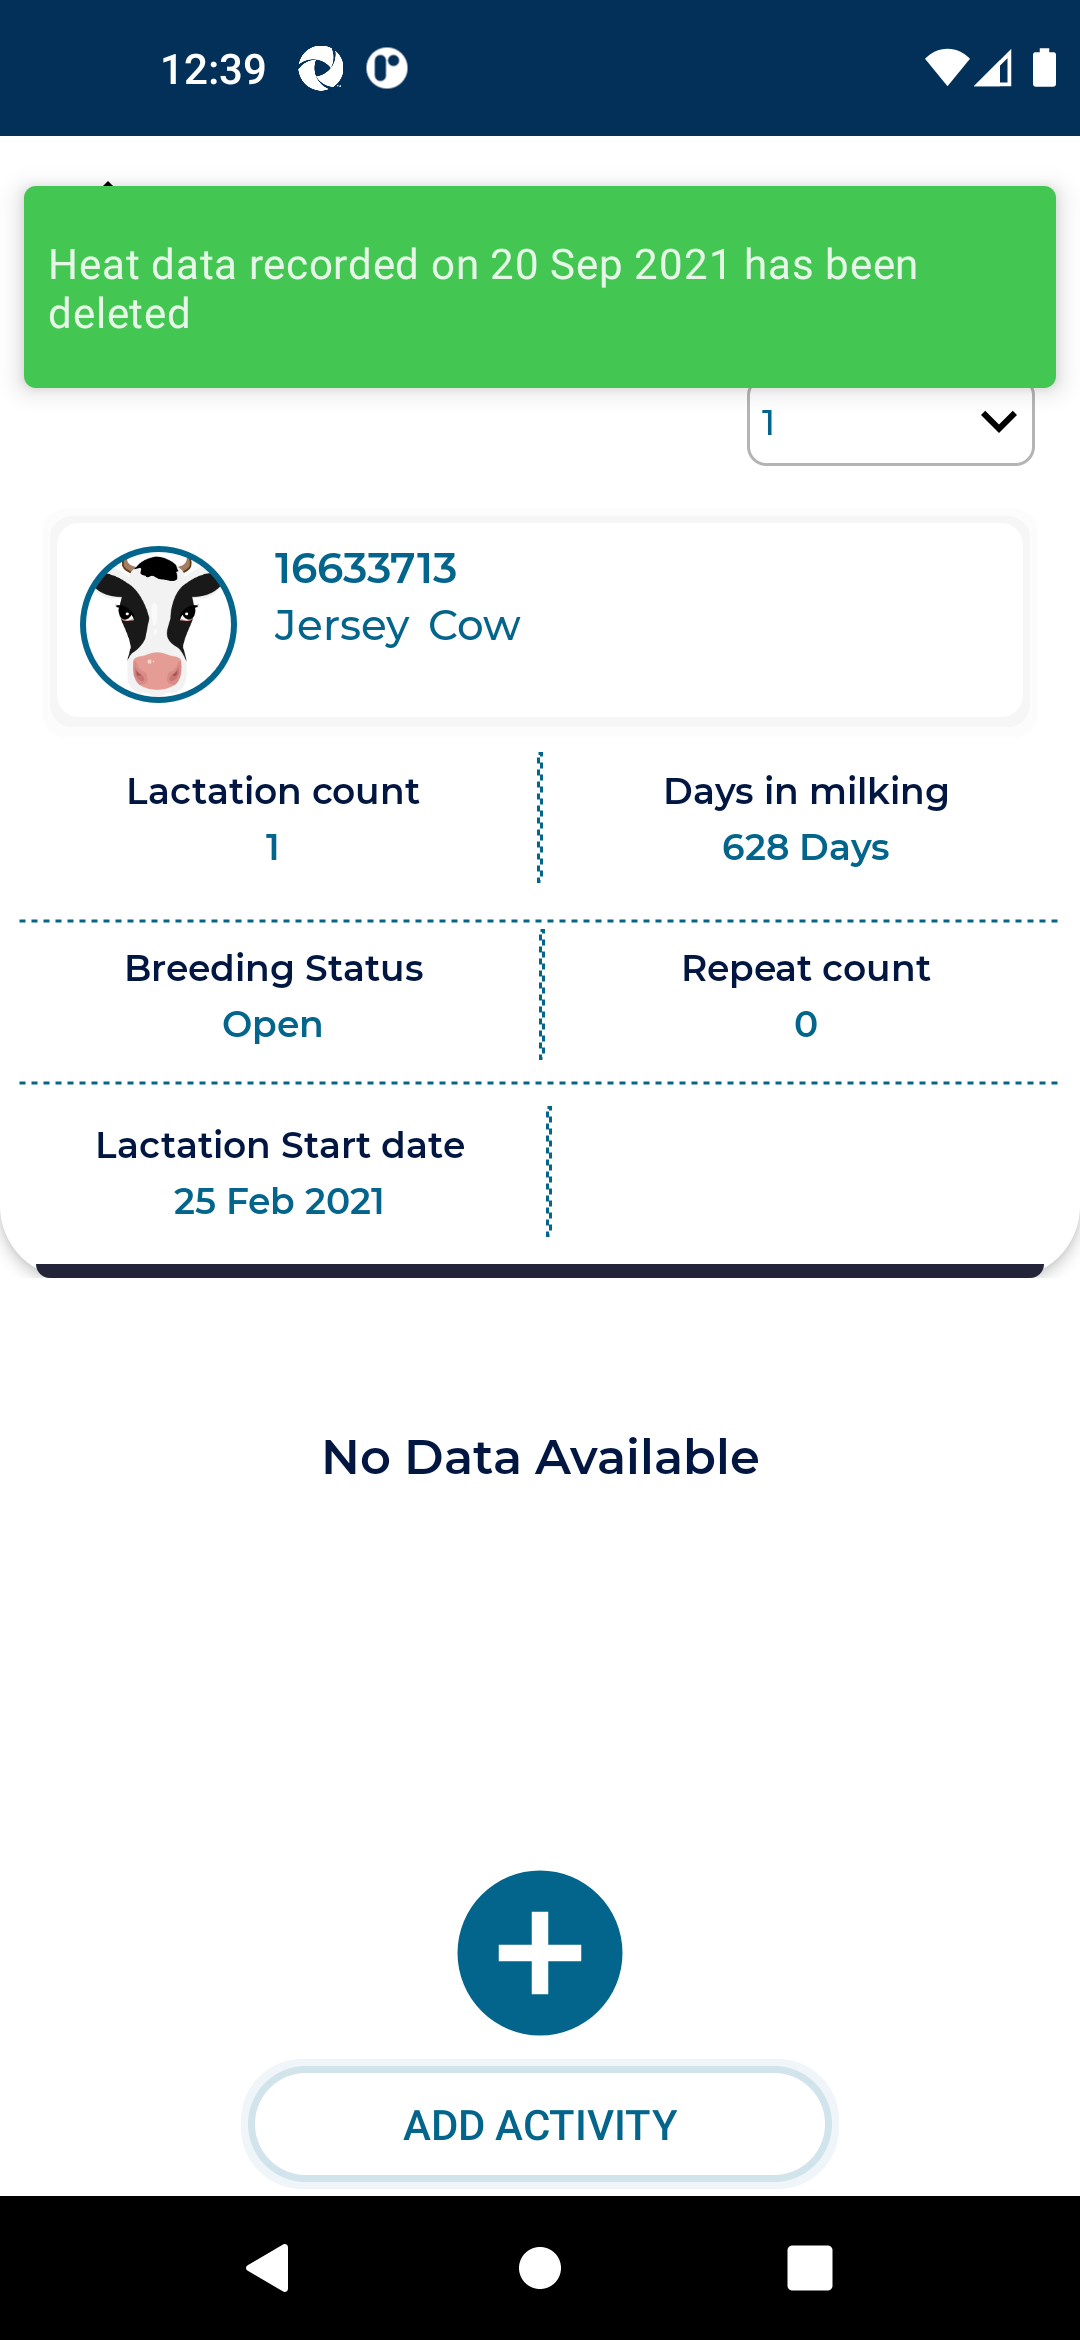 12:39
Heat data recorded on 20 Sep 2021 has been
deleted
1
16633713
Jersey Cow
Lactation count
1
Days in milking
628 Days
Breeding Status
Open
Repeat count
0
Lactation Start date
25 Feb 2021
No Data Available
ADD ACTIVITY